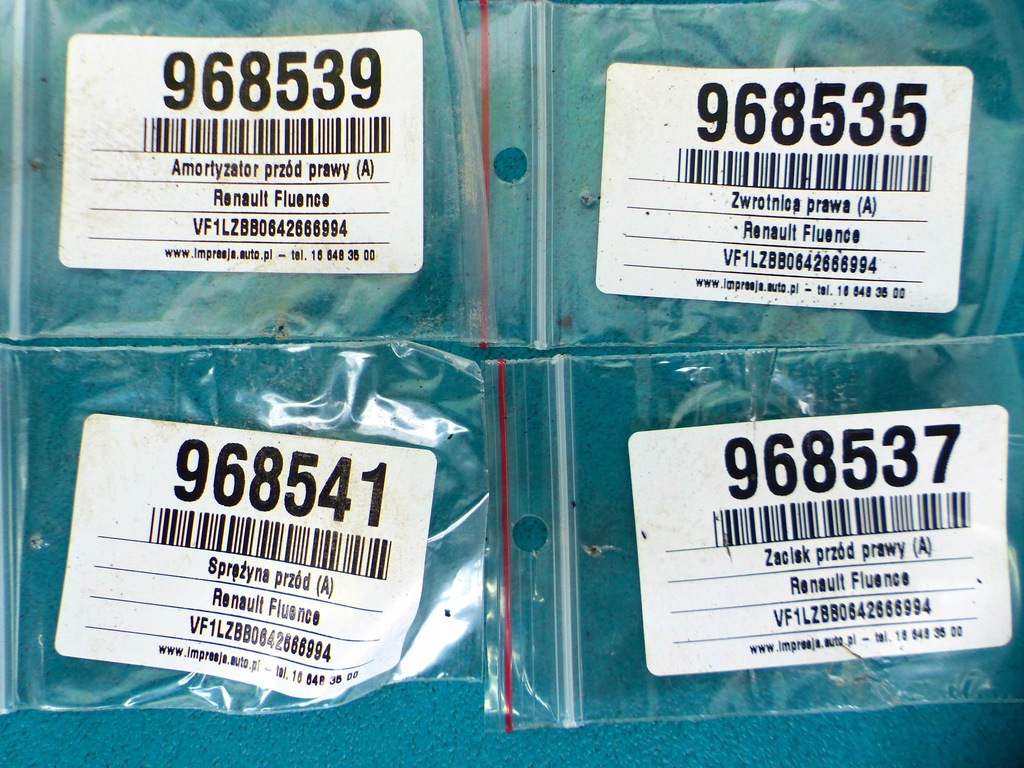 968539
Amortyzator przód prawy (A)
Renault Fluence
VF1LZBB0642666994
www.impresja.auto.pl - tel. 16 648 35 00
968535
Zwrotnica prawa (A)
Renault Fluence
VF1LZBB0642666994
www.impresja.auto.pl - tel. 16 648 35 00
968541
Sprężyna przód (A)
Renault Fluence
VF1LZBB0642666994
www.impresja.auto.pl - tel. 16 648 35 00
968537
Zacisk przód prawy (A)
Renault Fluence
VF1LZBB0642666994
www.impresja.auto.pl - tel. 16 648 35 00